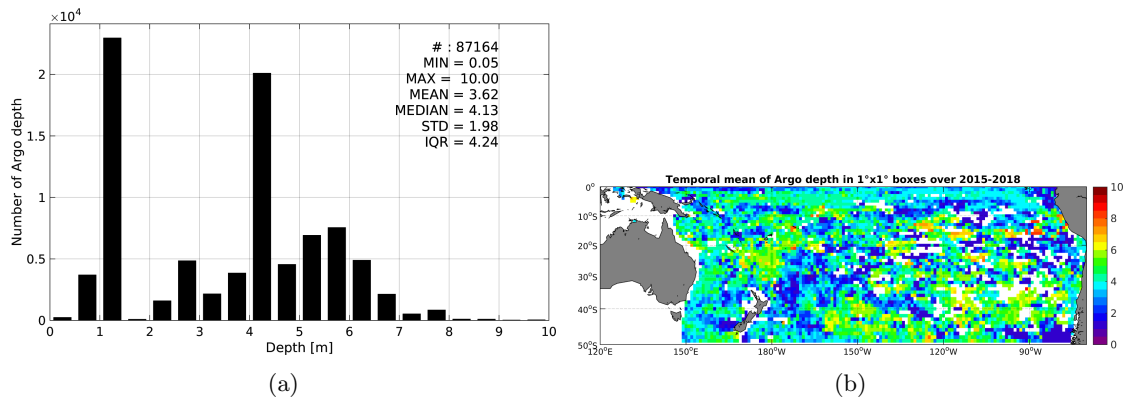 ×10⁴
# : 87164
MIN = 0.05
MAX = 10.00
MEAN = 3.62
MEDIAN = 4.13
STD = 1.98
IQR = 4.24
2
1.5
1
0.5
0
0 1 2 3 4 5 6 7 8 9 10
Number of Argo depth
Depth [m]
(a)
Temporal mean of Argo depth in 1°x1° boxes over 2015-2018
0°
10°S
20°S
30°S
40°S
50°S
120°E 150°E 180°W 150°W 120°W 90°W
10
8
6
4
2
0
(b)